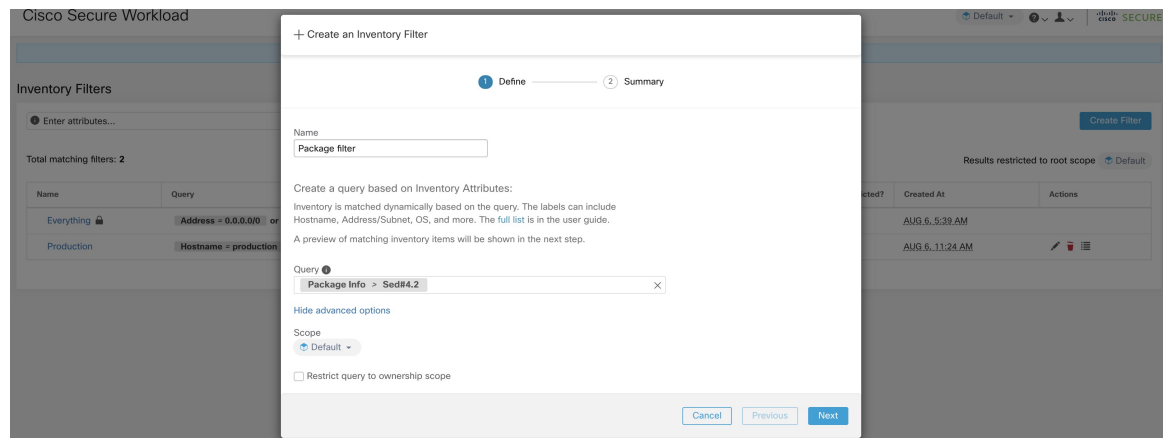 Cisco Secure Workload
Default
cisco SECURE
+ Create an Inventory Filter
1 Define 2 Summary
Inventory Filters
Enter attributes...
Create Filter
Total matching filters: 2
Results restricted to root scope Default
Name Query cted? Created At Actions
Everything Address = 0.0.0.0/0 or AUG 6, 5:39 AM
Production Hostname = production AUG 6, 11:24 AM
Name
Package filter
Create a query based on Inventory Attributes:
Inventory is matched dynamically based on the query. The labels can include
Hostname, Address/Subnet, OS, and more. The full list is in the user guide.
A preview of matching inventory items will be shown in the next step.
Query
Package Info > Sed#4.2
Hide advanced options
Scope
Default
Restrict query to ownership scope
Cancel Previous Next